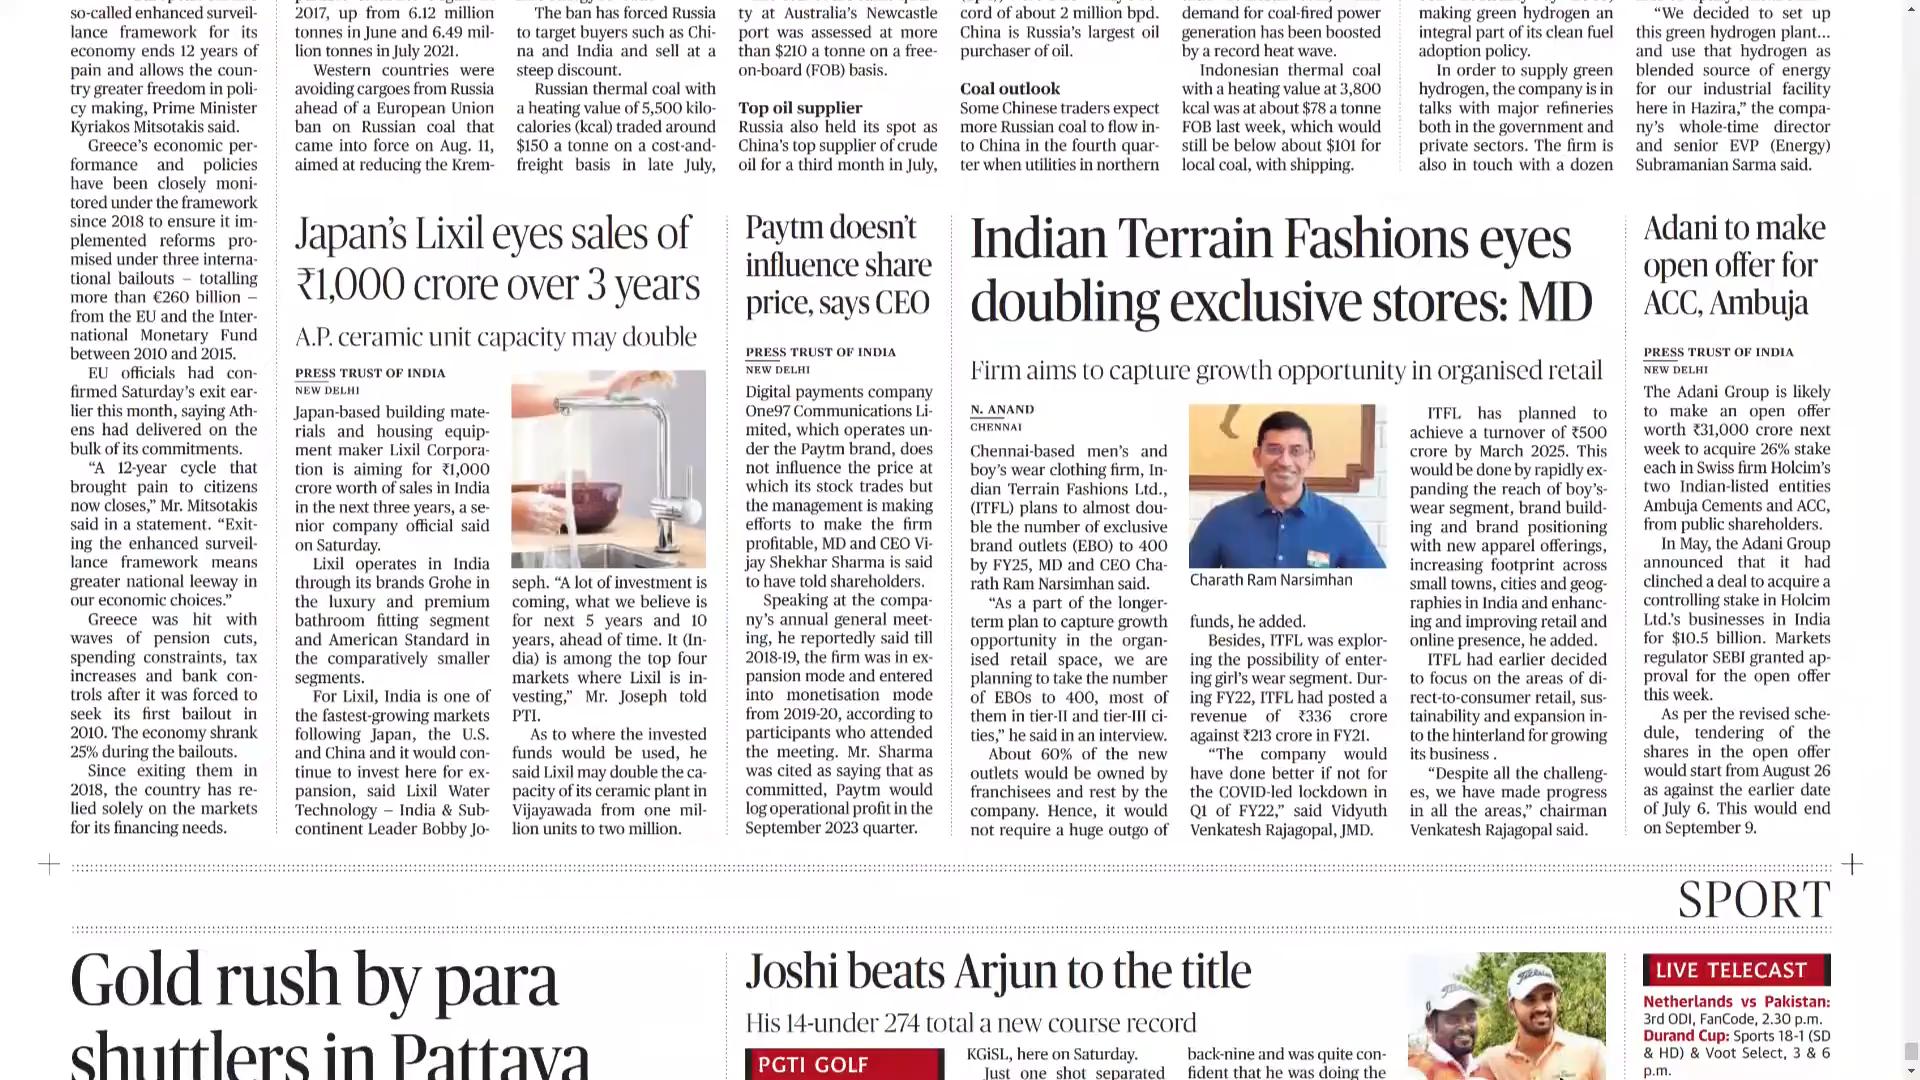 so-called enhanced surveil-
lance framework for its
economy ends 12 years of
pain and allows the coun-
try greater freedom in poli-
cy making, Prime Minister
Kyriakos Mitsotakis said.
Greece's economic per-
formance and policies
have been closely moni-
tored under the framework
since 2018 to ensure it im-
plemented reforms pro-
mised under three interna-
tional bailouts – totalling
more than €260 billion –
from the EU and the Inter-
national Monetary Fund
between 2010 and 2015.
EU officials had con-
firmed Saturday's exit ear-
lier this month, saying Ath-
ens had delivered on the
bulk of its commitments.
“A 12-year cycle that
brought pain to citizens
now closes,” Mr. Mitsotakis
said in a statement. “Exit-
ing the enhanced surveil-
lance framework means
greater national leeway in
our economic choices.”
Greece was hit with
waves of pension cuts,
spending constraints, tax
increases and bank con-
trols after it was forced to
seek its first bailout in
2010. The economy shrank
25% during the bailouts.
Since exiting them in
2018, the country has re-
lied solely on the markets
for its financing needs.
2017, up from 6.12 million
tonnes in June and 6.49 mil-
lion tonnes in July 2021.
Western countries were
avoiding cargoes from Russia
ahead of a European Union
ban on Russian coal that
came into force on Aug. 11,
aimed at reducing the Krem-
The ban has forced Russia
to target buyers such as Chi-
na and India and sell at a
steep discount.
Russian thermal coal with
a heating value of 5,500 kilo-
calories (kcal) traded around
$150 a tonne on a cost-and-
freight basis in late July,
ty at Australia's Newcastle
port was assessed at more
than $210 a tonne on a free-
on-board (FOB) basis.
Top oil supplier
Russia also held its spot as
China's top supplier of crude
oil for a third month in July,
cord of about 2 million bpd.
China is Russia's largest oil
purchaser of oil.
Coal outlook
Some Chinese traders expect
more Russian coal to flow in-
to China in the fourth quar-
ter when utilities in northern
demand for coal-fired power
generation has been boosted
by a record heat wave.
Indonesian thermal coal
with a heating value at 3,800
kcal was at about $78 a tonne
FOB last week, which would
still be below about $101 for
local coal, with shipping.
making green hydrogen an
integral part of its clean fuel
adoption policy.
In order to supply green
hydrogen, the company is in
talks with major refineries
both in the government and
private sectors. The firm is
also in touch with a dozen
“We decided to set up
this green hydrogen plant...
and use that hydrogen as
blended source of energy
for our industrial facility
here in Hazira,” the compa-
ny's whole-time director
and senior EVP (Energy)
Subramanian Sarma said.
Japan's Lixil eyes sales of
₹1,000 crore over 3 years
A.P. ceramic unit capacity may double
PRESS TRUST OF INDIA
NEW DELHI
Japan-based building mate-
rials and housing equip-
ment maker Lixil Corpora-
tion is aiming for ₹1,000
crore worth of sales in India
in the next three years, a se-
nior company official said
on Saturday.
Lixil operates in India
through its brands Grohe in
the luxury and premium
bathroom fitting segment
and American Standard in
the comparatively smaller
segments.
For Lixil, India is one of
the fastest-growing markets
following Japan, the U.S.
and China and it would con-
tinue to invest here for ex-
pansion, said Lixil Water
Technology – India & Sub-
continent Leader Bobby Jo-
seph. “A lot of investment is
coming, what we believe is
for next 5 years and 10
years, ahead of time. It (In-
dia) is among the top four
markets where Lixil is in-
vesting,” Mr. Joseph told
PTI.
As to where the invested
funds would be used, he
said Lixil may double the ca-
pacity of its ceramic plant in
Vijayawada from one mil-
lion units to two million.
Paytm doesn't
influence share
price, says CEO
PRESS TRUST OF INDIA
NEW DELHI
Digital payments company
One97 Communications Li-
mited, which operates un-
der the Paytm brand, does
not influence the price at
which its stock trades but
the management is making
efforts to make the firm
profitable, MD and CEO Vi-
jay Shekhar Sharma is said
to have told shareholders.
Speaking at the compa-
ny's annual general meet-
ing, he reportedly said till
2018-19, the firm was in ex-
pansion mode and entered
into monetisation mode
from 2019-20, according to
participants who attended
the meeting. Mr. Sharma
was cited as saying that as
committed, Paytm would
log operational profit in the
September 2023 quarter.
Indian Terrain Fashions eyes
doubling exclusive stores: MD
Firm aims to capture growth opportunity in organised retail
N. ANAND
CHENNAI
Chennai-based men's and
boy's wear clothing firm, In-
dian Terrain Fashions Ltd.,
(ITFL) plans to almost dou-
ble the number of exclusive
brand outlets (EBO) to 400
by FY25, MD and CEO Cha-
rath Ram Narsimhan said.
“As a part of the longer-
term plan to capture growth
opportunity in the organ-
ised retail space, we are
planning to take the number
of EBOs to 400, most of
them in tier-II and tier-III ci-
ties,” he said in an interview.
About 60% of the new
outlets would be owned by
franchisees and rest by the
company. Hence, it would
not require a huge outgo of
Charath Ram Narsimhan
funds, he added.
Besides, ITFL was explor-
ing the possibility of enter-
ing girl's wear segment. Dur-
ing FY22, ITFL had posted a
revenue of ₹336 crore
against ₹213 crore in FY21.
“The company would
have done better if not for
the COVID-led lockdown in
Q1 of FY22,” said Vidyuth
Venkatesh Rajagopal, JMD.
ITFL has planned to
achieve a turnover of ₹500
crore by March 2025. This
would be done by rapidly ex-
panding the reach of boy's-
wear segment, brand build-
ing and brand positioning
with new apparel offerings,
increasing footprint across
small towns, cities and geog-
raphies in India and enhanc-
ing and improving retail and
online presence, he added.
ITFL had earlier decided
to focus on the areas of di-
rect-to-consumer retail, sus-
tainability and expansion in-
to the hinterland for growing
its business .
“Despite all the challeng-
es, we have made progress
in all the areas,” chairman
Venkatesh Rajagopal said.
Adani to make
open offer for
ACC, Ambuja
PRESS TRUST OF INDIA
NEW DELHI
The Adani Group is likely
to make an open offer
worth ₹31,000 crore next
week to acquire 26% stake
each in Swiss firm Holcim's
two Indian-listed entities
Ambuja Cements and ACC,
from public shareholders.
In May, the Adani Group
announced that it had
clinched a deal to acquire a
controlling stake in Holcim
Ltd.'s businesses in India
for $10.5 billion. Markets
regulator SEBI granted ap-
proval for the open offer
this week.
As per the revised sche-
dule, tendering of the
shares in the open offer
would start from August 26
as against the earlier date
of July 6. This would end
on September 9.
SPORT
Gold rush by para
shuttlers in Pattaya
Joshi beats Arjun to the title
His 14-under 274 total a new course record
PGTI GOLF
KGiSL, here on Saturday.
Just one shot separated
back-nine and was quite con-
fident that he was doing the
LIVE TELECAST
Netherlands vs Pakistan:
3rd ODI, FanCode, 2.30 p.m.
Durand Cup: Sports 18-1 (SD
& HD) & Voot Select, 3 & 6
p.m.